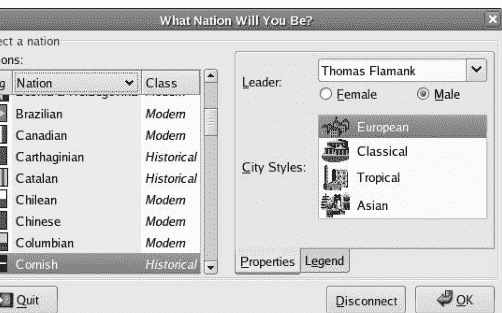 What Nation Will You Be?
ect a nation
ons:
g Nation Class
Modern
Brazilian Modern
Canadian Modern
Carthaginian Historical
Catalan Historical
Chilean Modern
Chinese Modern
Columbian Modern
Cornish Historical
Leader: Thomas Flamank
Female Male
City Styles:
European
Classical
Tropical
Asian
Properties Legend
Quit Disconnect OK